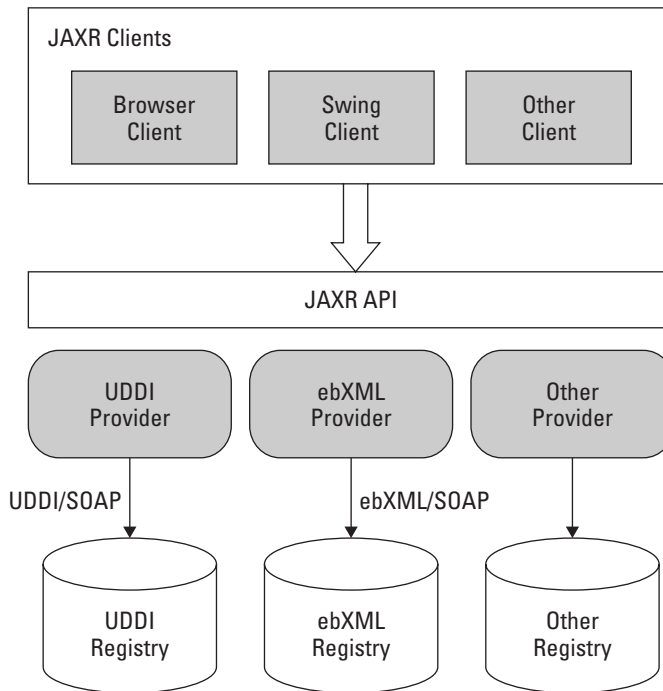 JAXR Clients
Browser
Client
Swing
Client
Other
Client
JAXR API
UDDI
Provider
ebXML
Provider
Other
Provider
UDDI/SOAP
ebXML/SOAP
UDDI
Registry
ebXML
Registry
Other
Registry